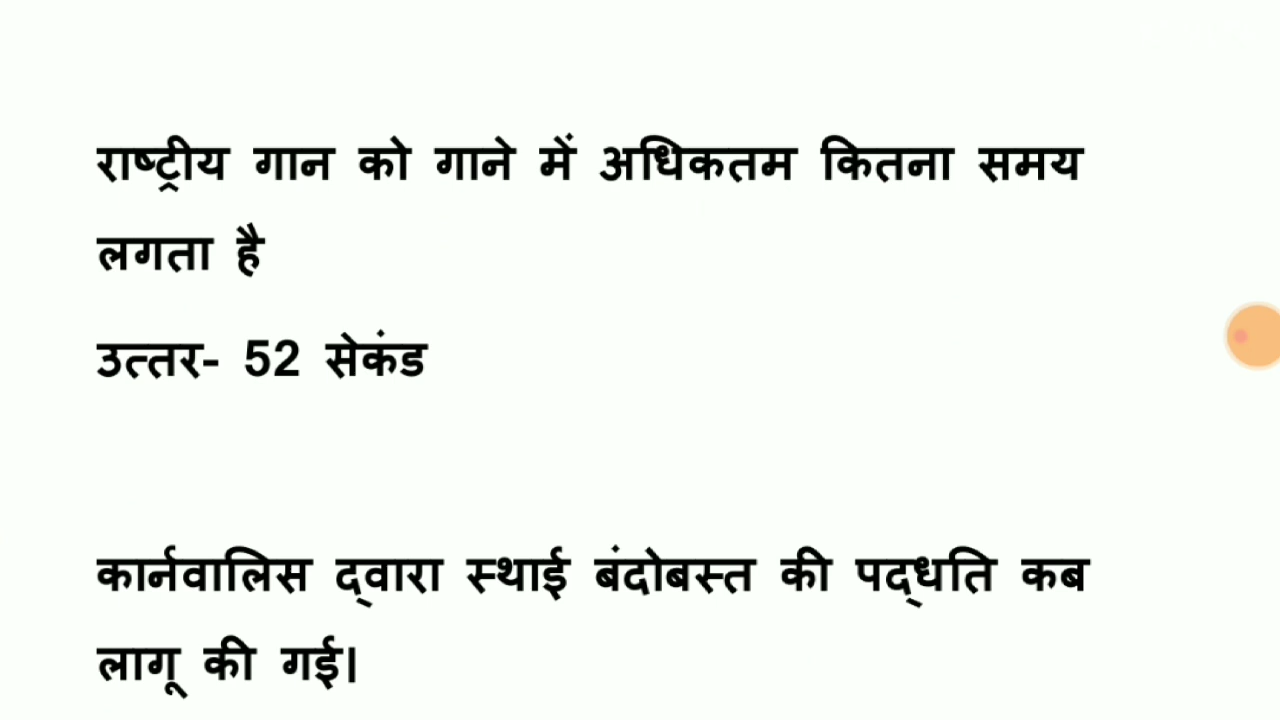 राष्ट्रीय गान को गाने में अधिकतम कितना समय
लगता है
उत्तर- 52 सेकंड
कार्नवालिस द्वारा स्थाई बंदोबस्त की पद्धति कब
लागू की गई।